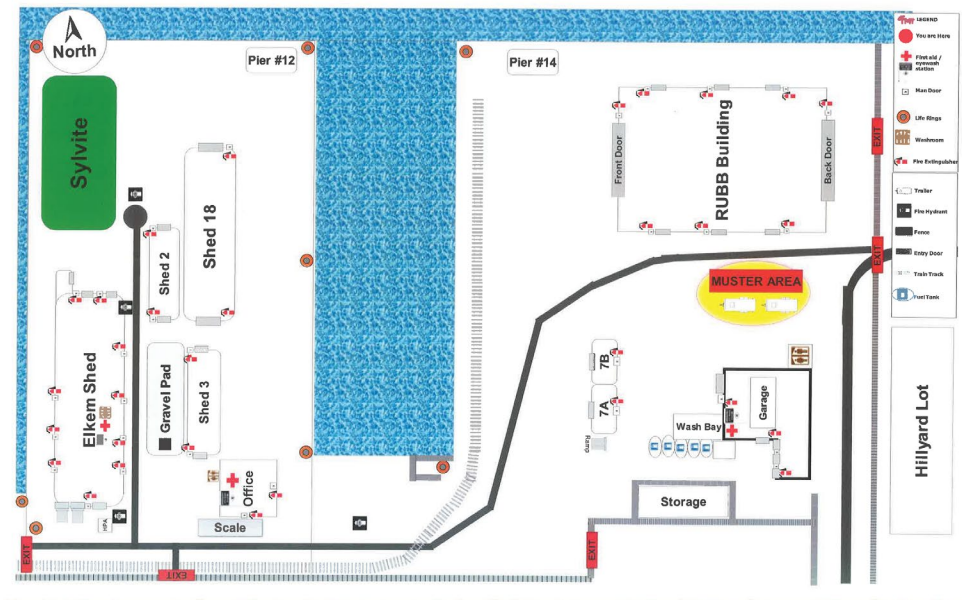 North
Pier #12
Pier #14
LEGEND
You are Here
First aid /
eyewash
station
Man Door
Life Rings
Washroom
Fire Extinguisher
Trailer
Fire Hydrant
Fence
Entry Door
Train Track
Fuel Tank
Sylvite
Shed 18
Shed 2
RUBB Building
Front Door
Back Door
EXIT
EXIT
MUSTER AREA
Elkem Shed
Gravel Pad
Shed 3
7B
7A
Ramp
Garage
Wash Bay
Hillyard Lot
Office
Scale
HPA
Storage
EXIT
EXIT
EXIT